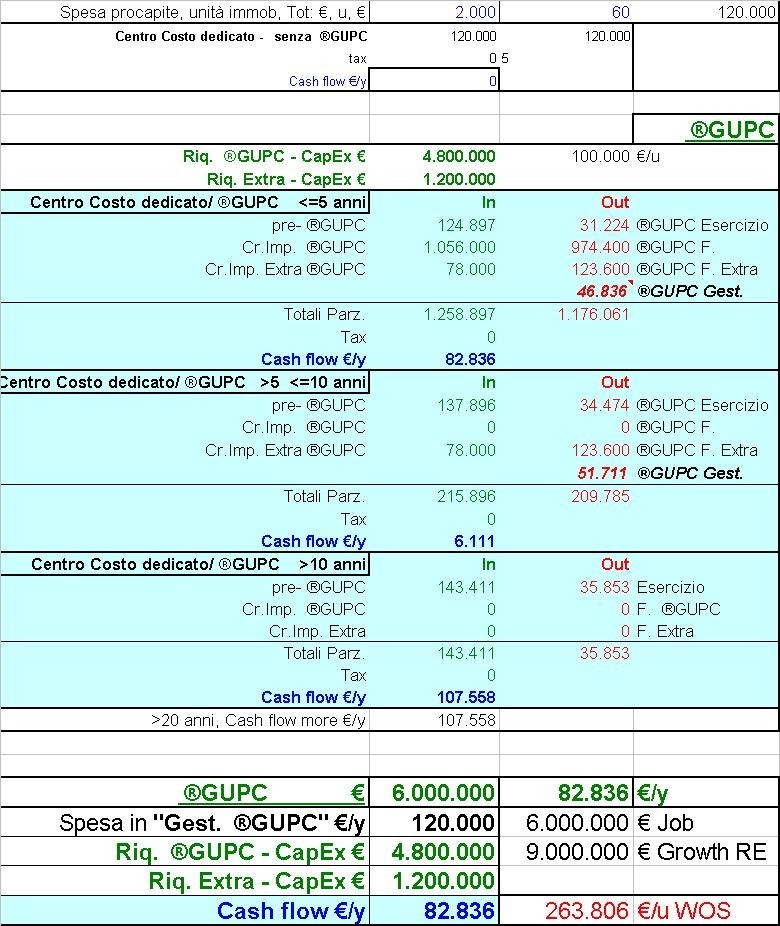 Spesa procapite, unità immob, Tot: €, u, € 2.000 60 120.000
Centro Costo dedicato - senza ®GUPC 120.000 120.000
tax 0 5
Cash flow €/y 0
®GUPC
Riq. ®GUPC - CapEx € 4.800.000 100.000 €/u
Riq. Extra - CapEx € 1.200.000
Centro Costo dedicato/ ®GUPC <=5 anni In Out
pre- ®GUPC 124.897 31.224 ®GUPC Esercizio
Cr.Imp. ®GUPC 1.056.000 974.400 ®GUPC F.
Cr.Imp. Extra ®GUPC 78.000 123.600 ®GUPC F. Extra
46.836 ®GUPC Gest.
Totali Parz. 1.258.897 1.176.061
Tax 0
Cash flow €/y 82.836
Centro Costo dedicato/ ®GUPC >5 <=10 anni In Out
pre- ®GUPC 137.896 34.474 ®GUPC Esercizio
Cr.Imp. ®GUPC 0 0 ®GUPC F.
Cr.Imp. Extra ®GUPC 78.000 123.600 ®GUPC F. Extra
51.711 ®GUPC Gest.
Totali Parz. 215.896 209.785
Tax 0
Cash flow €/y 6.111
Centro Costo dedicato/ ®GUPC >10 anni In Out
pre- ®GUPC 143.411 35.853 Esercizio
Cr.Imp. ®GUPC 0 0 F. ®GUPC
Cr.Imp. Extra 0 0 F. Extra
Totali Parz. 143.411 35.853
Tax 0
Cash flow €/y 107.558
>20 anni, Cash flow more €/y 107.558
®GUPC € 6.000.000 82.836 €/y
Spesa in "Gest. ®GUPC" €/y 120.000 6.000.000 € Job
Riq. ®GUPC - CapEx € 4.800.000 9.000.000 € Growth RE
Riq. Extra - CapEx € 1.200.000
Cash flow €/y 82.836 263.806 €/u WOS